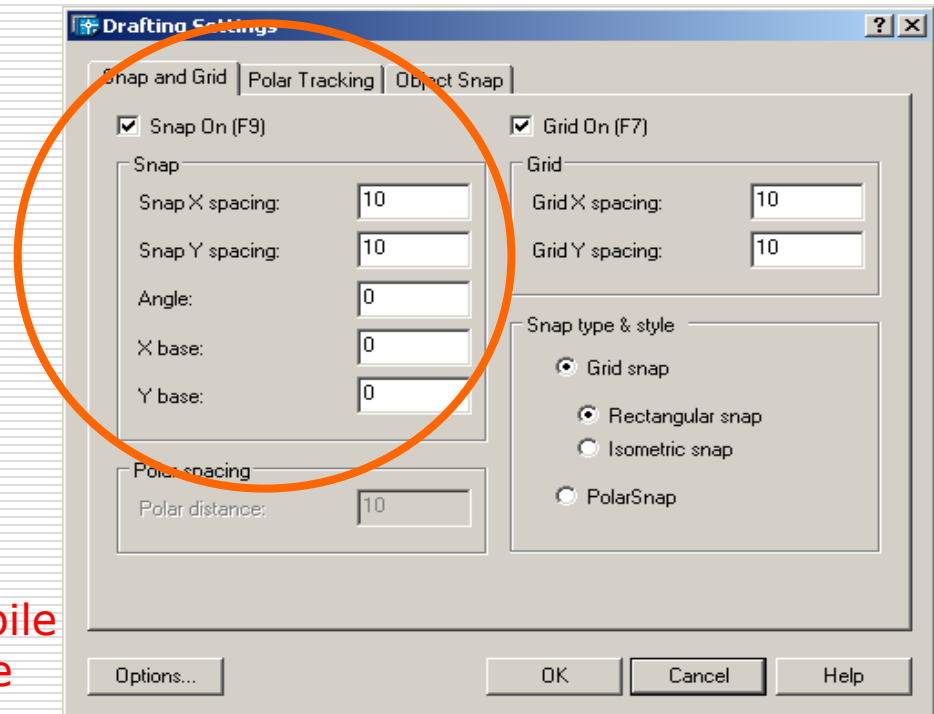 Drafting Settings
Snap and Grid Polar Tracking Object Snap
Snap On (F9)
Snap
Snap X spacing: 10
Snap Y spacing: 10
Angle: 0
X base: 0
Y base: 0
Polar spacing
Polar distance: 10
Grid On (F7)
Grid
Grid X spacing: 10
Grid Y spacing: 10
Snap type & style
Grid snap
Rectangular snap
Isometric snap
PolarSnap
Options... OK Cancel Help